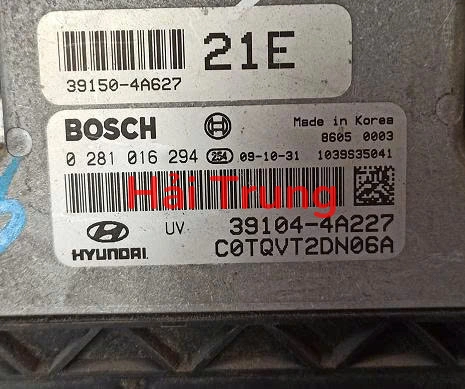 21E
39150-4A627
BOSCH
Made in Korea
8605 0003
0 281 016 294 254 09-10-31 1039S35041
Hải Trung
HYUNDAI UV 39104-4A227
C0TQVT2DN06A